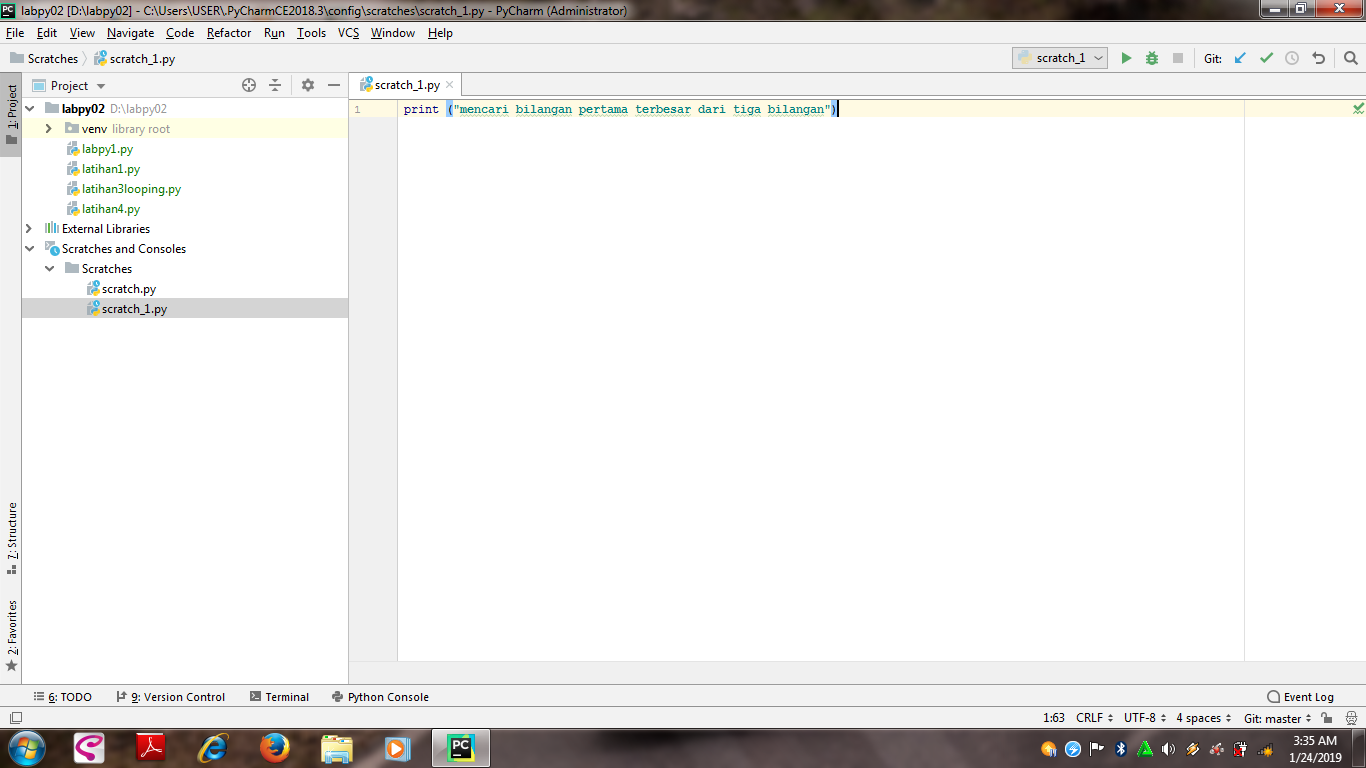 labpy02 [D:\labpy02] - C:\Users\USER\.PyCharmCE2018.3\config\scratches\scratch_1.py - PyCharm (Administrator)
File Edit View Navigate Code Refactor Run Tools VCS Window Help
Scratches scratch_1.py scratch_1 Git:
1: Project
Project
scratch_1.py
labpy02 D:\labpy02
venv library root
labpy1.py
latihan1.py
latihan3looping.py
latihan4.py
External Libraries
Scratches and Consoles
Scratches
scratch.py
scratch_1.py
1 print ("mencari bilangan pertama terbesar dari tiga bilangan")
7: Structure
2: Favorites
6: TODO 9: Version Control Terminal Python Console Event Log
1:63 CRLF UTF-8 4 spaces Git: master
PC
3:35 AM
1/24/2019